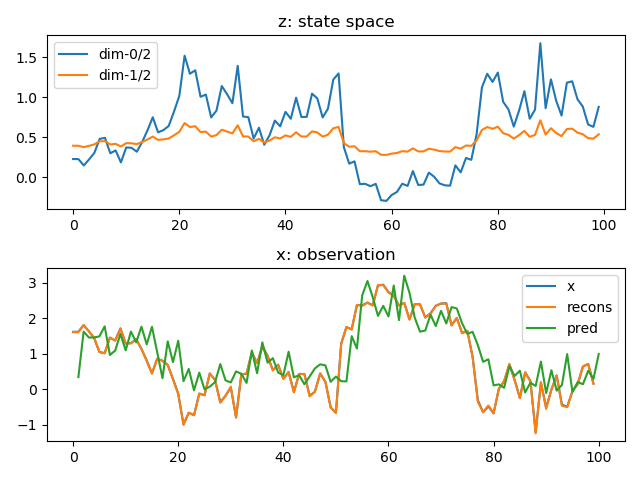 z: state space
dim-0/2
dim-1/2
1.5
1.0
0.5
0.0
0 20 40 60 80 100
x: observation
x
recons
pred
3
2
1
0
−1
0 20 40 60 80 100